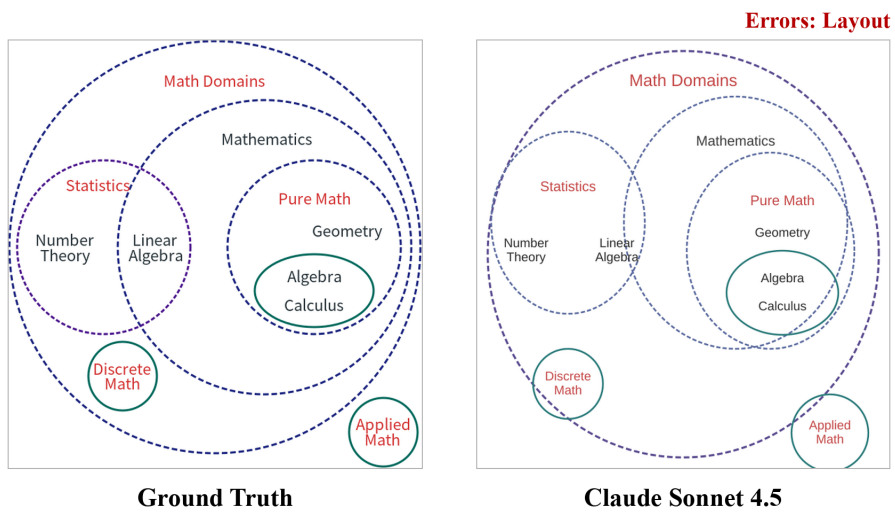 Errors: Layout
Math Domains
Mathematics
Statistics
Pure Math
Geometry
Number
Theory
Linear
Algebra
Algebra
Calculus
Discrete
Math
Applied
Math
Ground Truth
Math Domains
Mathematics
Statistics
Pure Math
Geometry
Number
Theory
Linear
Algebra
Algebra
Calculus
Discrete
Math
Applied
Math
Claude Sonnet 4.5